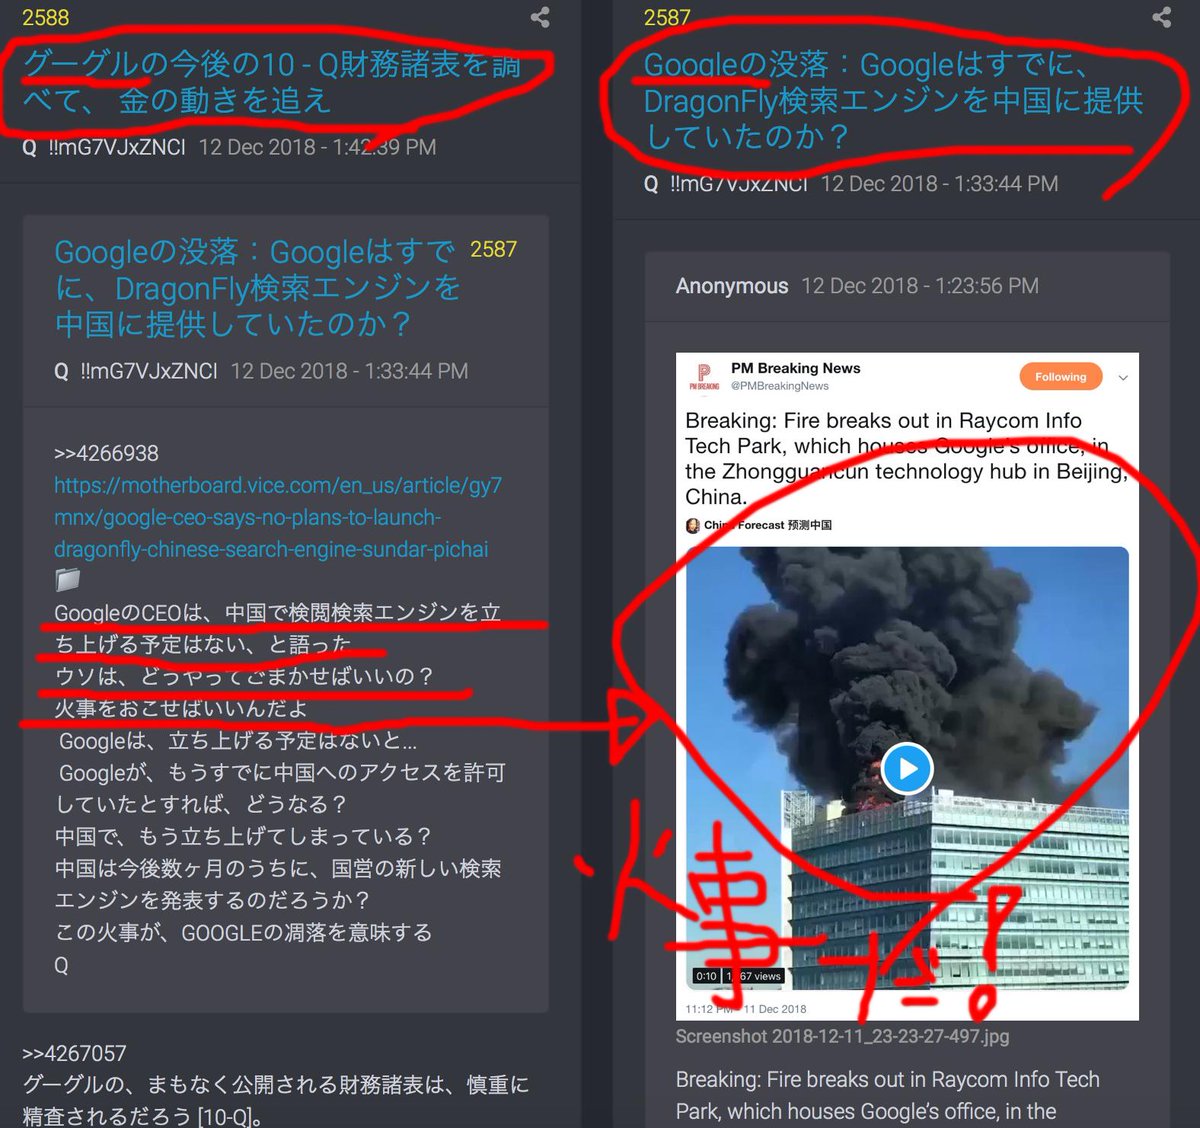 2588
グーグルの今後の10 - Q財務諸表を調
べて、 金の動きを追え
Q !!mG7VJxZNCI 12 Dec 2018 - 1:42:39 PM
Googleの没落：Googleはすで 2587
に、DragonFly検索エンジンを
中国に提供していたのか？
Q !!mG7VJxZNCI 12 Dec 2018 - 1:33:44 PM
>>4266938
https://motherboard.vice.com/en_us/article/gy7
mnx/google-ceo-says-no-plans-to-launch-
dragonfly-chinese-search-engine-sundar-pichai
GoogleのCEOは、中国で検閲検索エンジンを立
ち上げる予定はない、と語った
ウソは、どうやってごまかせばいいの？
火事をおこせばいいんだよ
Googleは、立ち上げる予定はないと...
Googleが、もうすでに中国へのアクセスを許可
していたとすれば、どうなる？
中国で、もう立ち上げてしまっている？
中国は今後数ヶ月のうちに、国営の新しい検索
エンジンを発表するのだろうか？
この火事が、GOOGLEの凋落を意味する
Q
>>4267057
グーグルの、まもなく公開される財務諸表は、慎重に
精査されるだろう [10-Q]。
2587
Googleの没落：Googleはすでに、
DragonFly検索エンジンを中国に提供
していたのか？
Q !!mG7VJxZNCI 12 Dec 2018 - 1:33:44 PM
Anonymous 12 Dec 2018 - 1:23:56 PM
P
PM BREAKING
PM Breaking News
@PMBreakingNews
Following
Breaking: Fire breaks out in Raycom Info
Tech Park, which houses Google's office, in
the Zhongguancun technology hub in Beijing,
China.
China Forecast 预测中国
火事だ!
0:10 1,167 views
11:12 PM - 11 Dec 2018
Screenshot 2018-12-11_23-23-27-497.jpg
Breaking: Fire breaks out in Raycom Info Tech
Park, which houses Google's office, in the